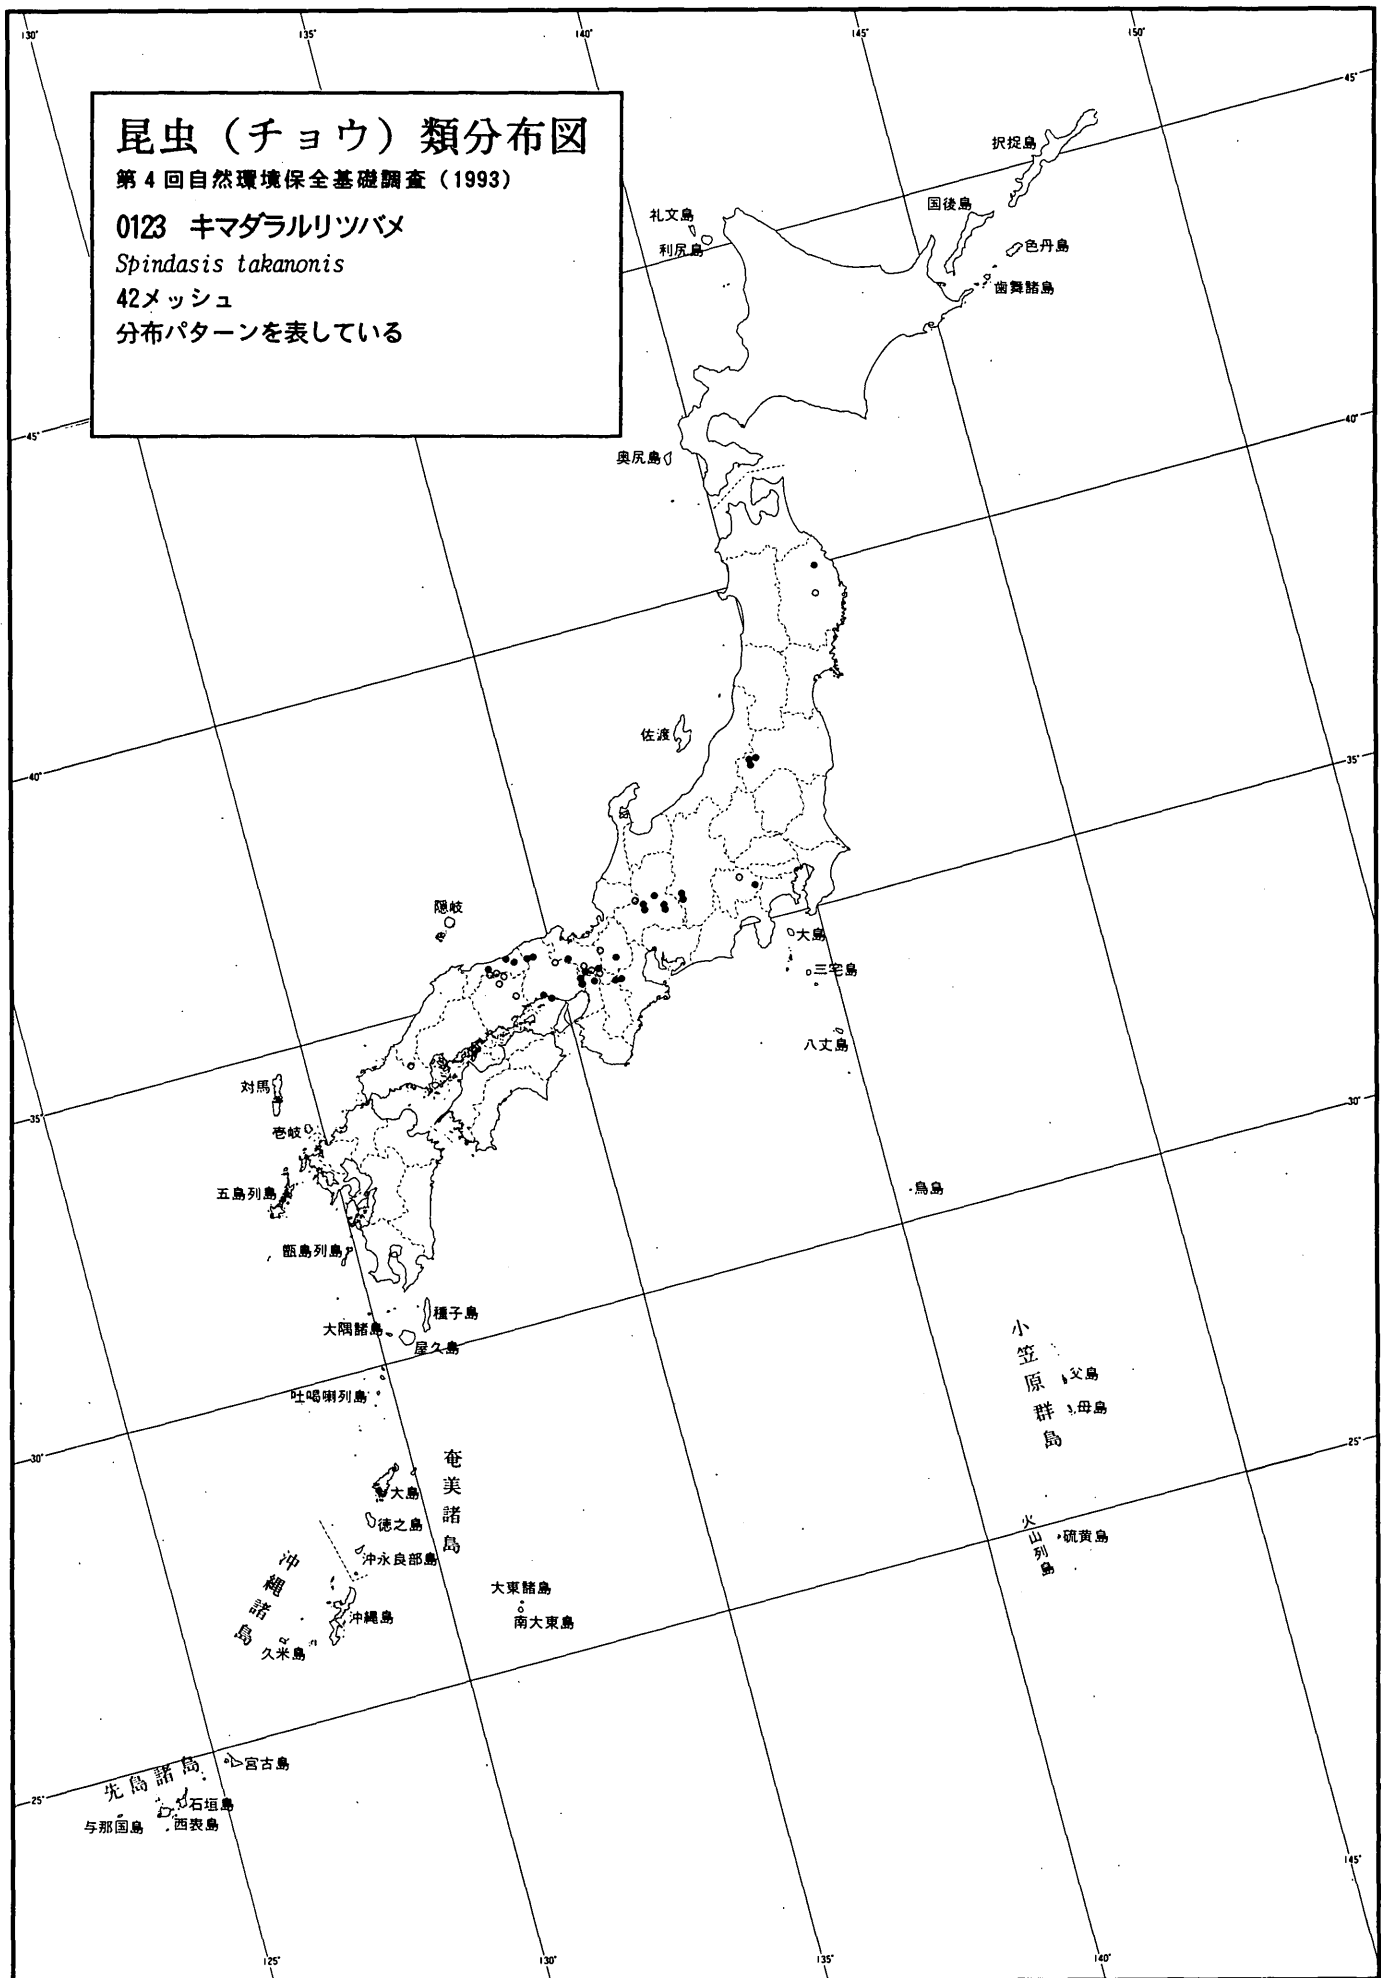 130°
135°
140°
145°
150°
昆虫（チョウ）類分布図
第4回自然環境保全基礎調査（1993）
0123 キマダラルリツバメ
Spindasis takanonis
42メッシュ
分布パターンを表している
45°
択捉島
国後島
礼文島
利尻島
色丹島
歯舞諸島
45°
40°
奥尻島
佐渡
40°
35°
隠岐
大島
三宅島
八丈島
対馬
35°
壱岐
30°
五島列島
鳥島
甑島列島
種子島
大隅諸島
屋久島
吐噶喇列島
小笠原群島
父島
母島
30°
25°
奄美諸島
大島
徳之島
沖永良部島
火山列島
硫黄島
沖縄諸島
沖縄島
久米島
大東諸島
南大東島
先島諸島
宮古島
25°
石垣島
与那国島
西表島
145°
125°
130°
135°
140°